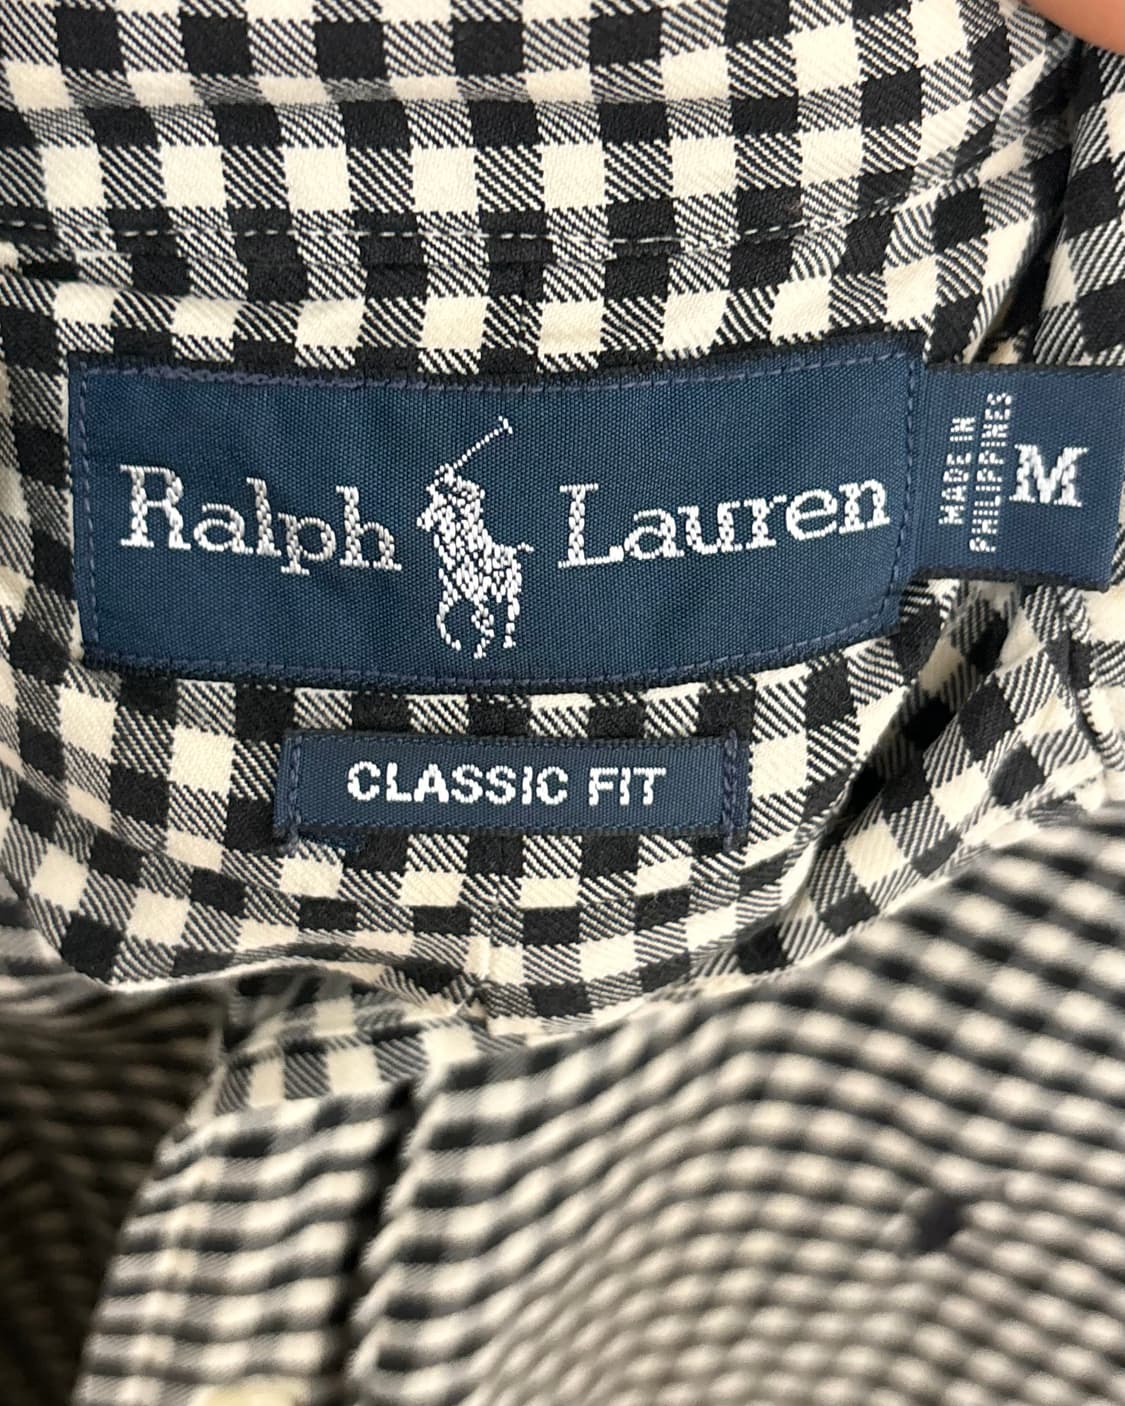 Ralph Lauren
MADE IN
PHILIPPINES
M
CLASSIC FIT